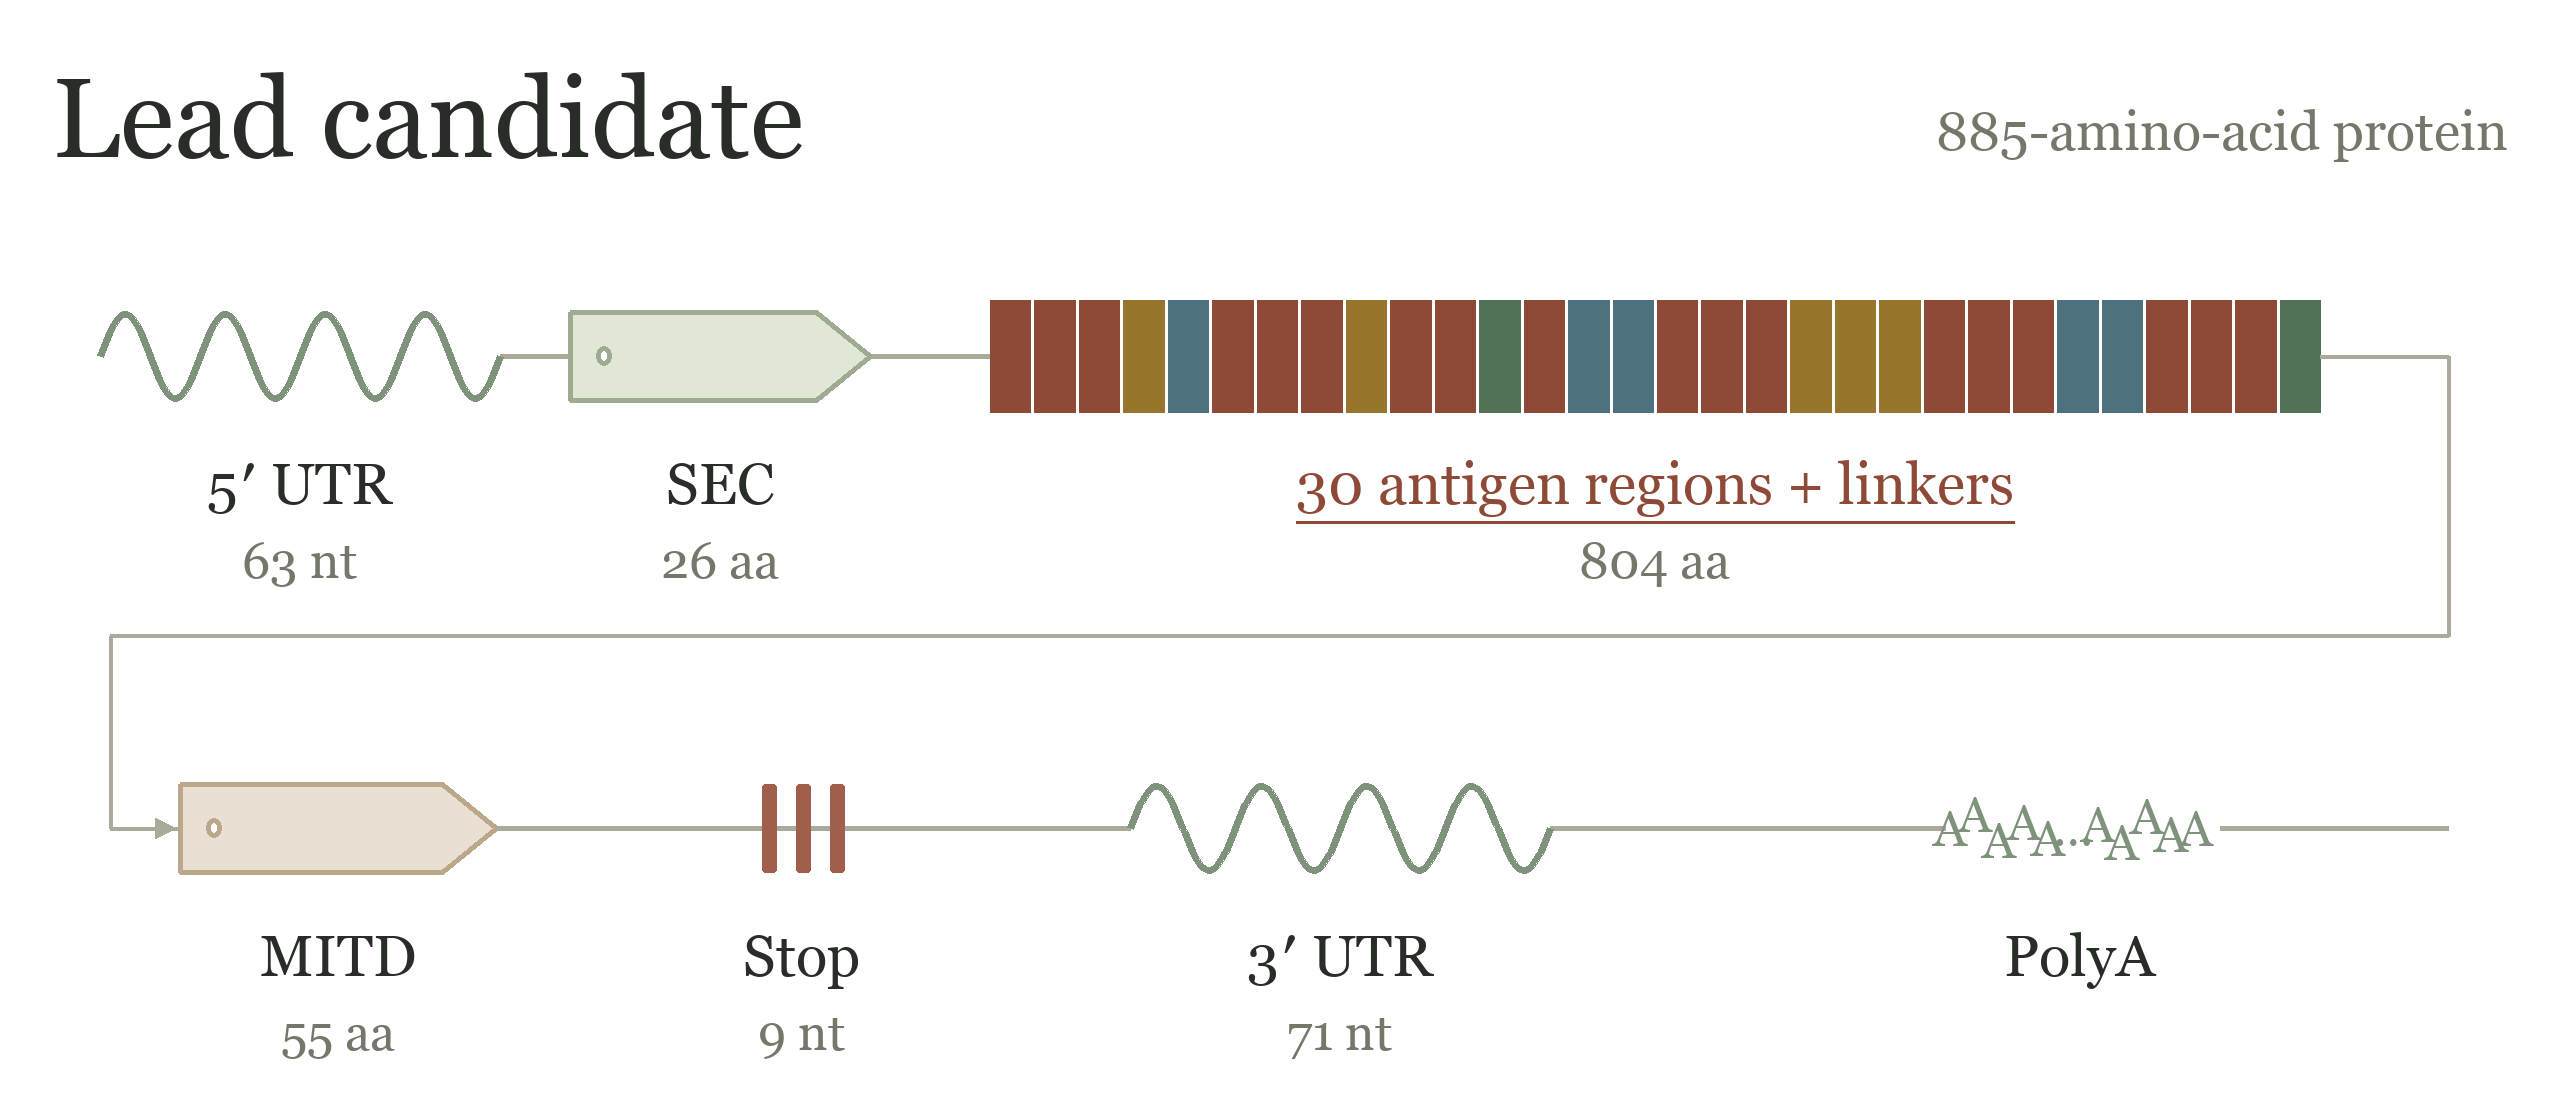 Lead candidate
885-amino-acid protein
5′ UTR
63 nt
SEC
26 aa
30 antigen regions + linkers
804 aa
MITD
55 aa
Stop
9 nt
3′ UTR
71 nt
AAAAA...AAAAA
PolyA